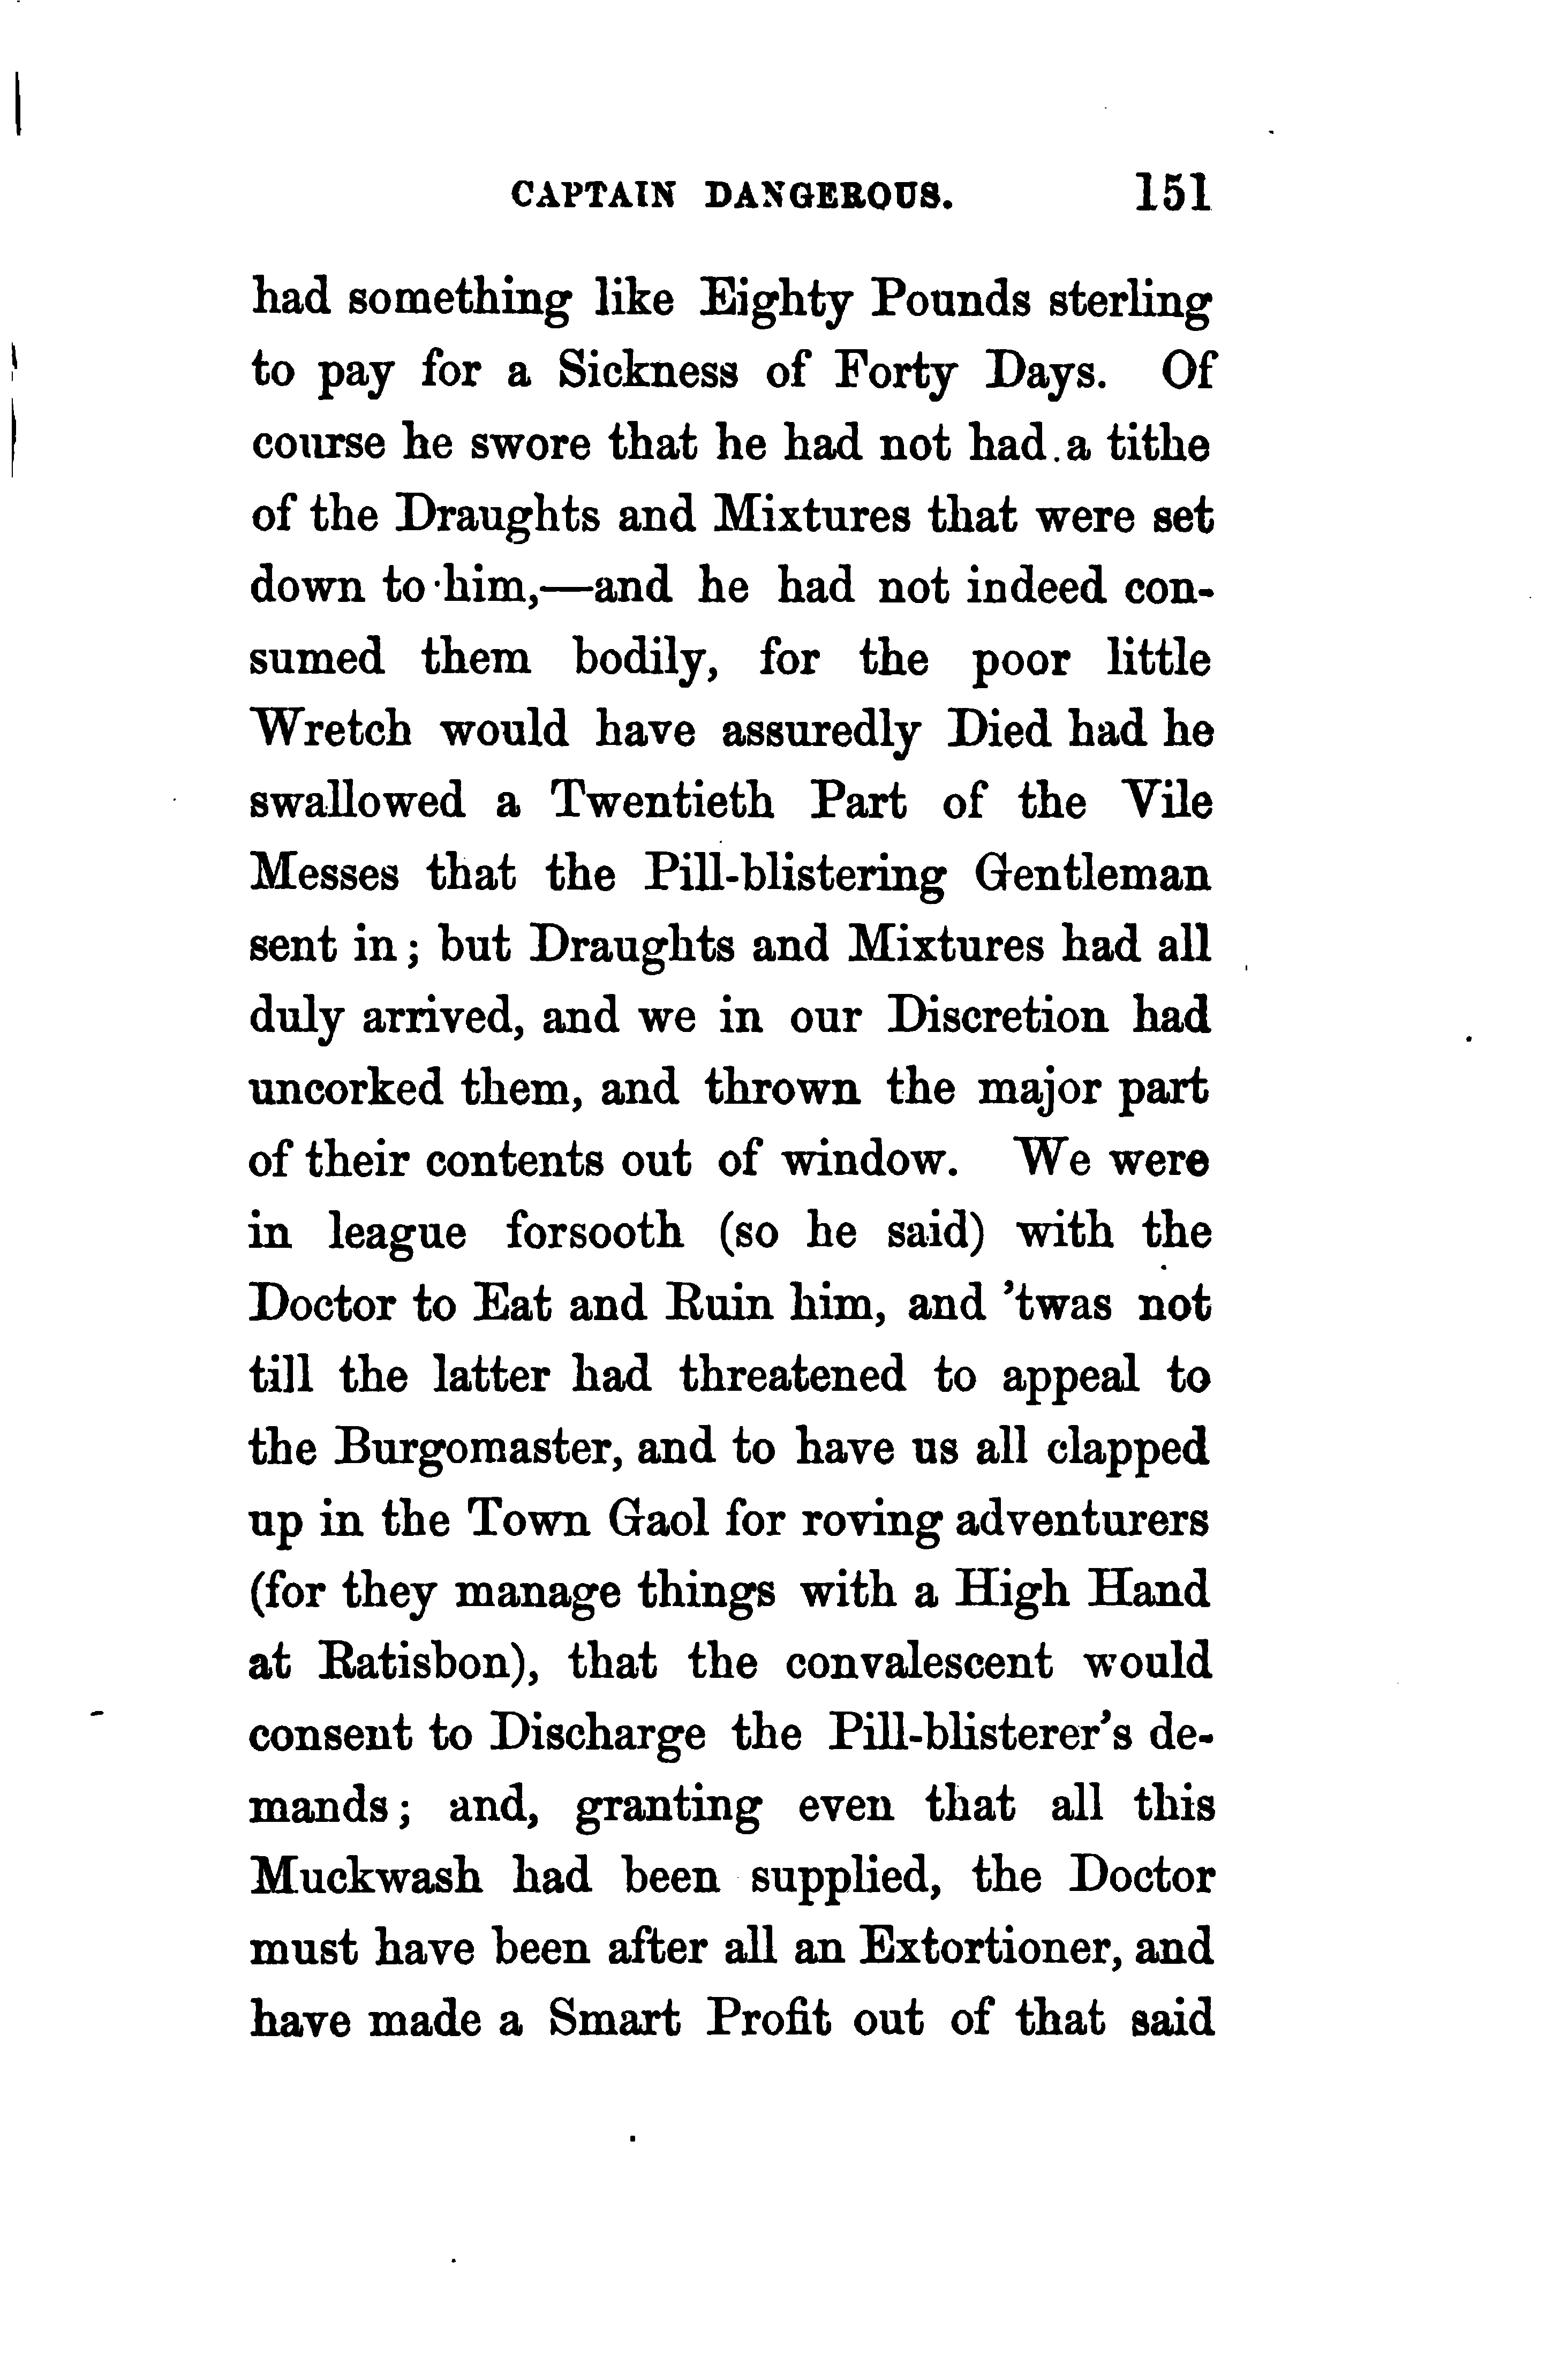 CAPTAIN DANGEROUS. 151
had something like Eighty Pounds sterling
to pay for a Sickness of Forty Days. Of
course he swore that he had not had a tithe
of the Draughts and Mixtures that were set
down to him,—and he had not indeed con-
sumed them bodily, for the poor little
Wretch would have assuredly Died had he
swallowed a Twentieth Part of the Vile
Messes that the Pill-blistering Gentleman
sent in; but Draughts and Mixtures had all
duly arrived, and we in our Discretion had
uncorked them, and thrown the major part
of their contents out of window. We were
in league forsooth (so he said) with the
Doctor to Eat and Ruin him, and 'twas not
till the latter had threatened to appeal to
the Burgomaster, and to have us all clapped
up in the Town Gaol for roving adventurers
(for they manage things with a High Hand
at Ratisbon), that the convalescent would
consent to Discharge the Pill-blisterer's de-
mands; and, granting even that all this
Muckwash had been supplied, the Doctor
must have been after all an Extortioner, and
have made a Smart Profit out of that said